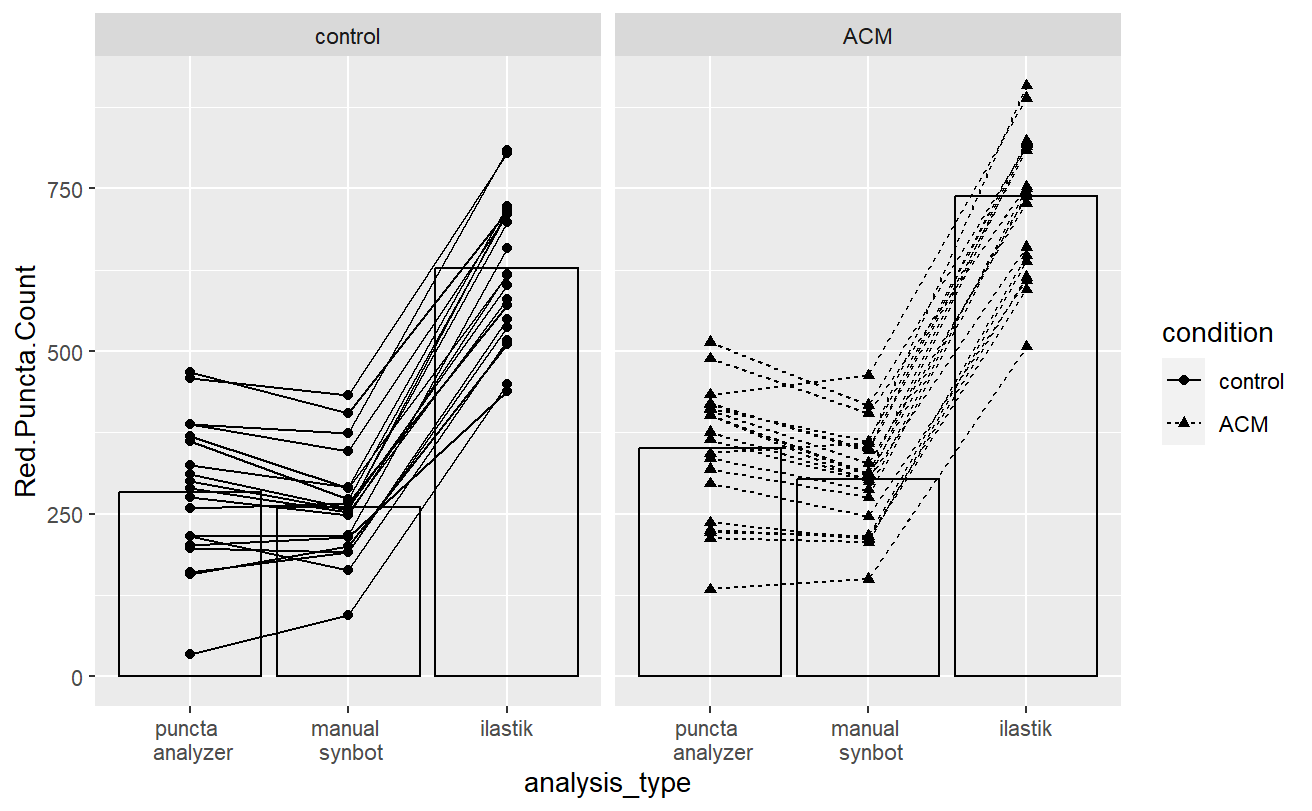 control
ACM
Red.Puncta.Count
750
500
250
0
puncta
analyzer
manual
synbot
ilastik
puncta
analyzer
manual
synbot
ilastik
analysis_type
condition
control
ACM